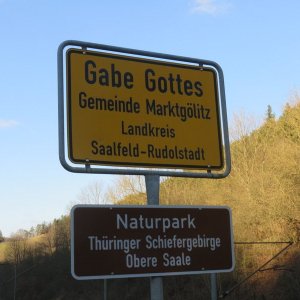 Gabe Gottes
Gemeinde Marktgölitz
Landkreis
Saalfeld-Rudolstadt
Naturpark
Thüringer Schiefergebirge
Obere Saale